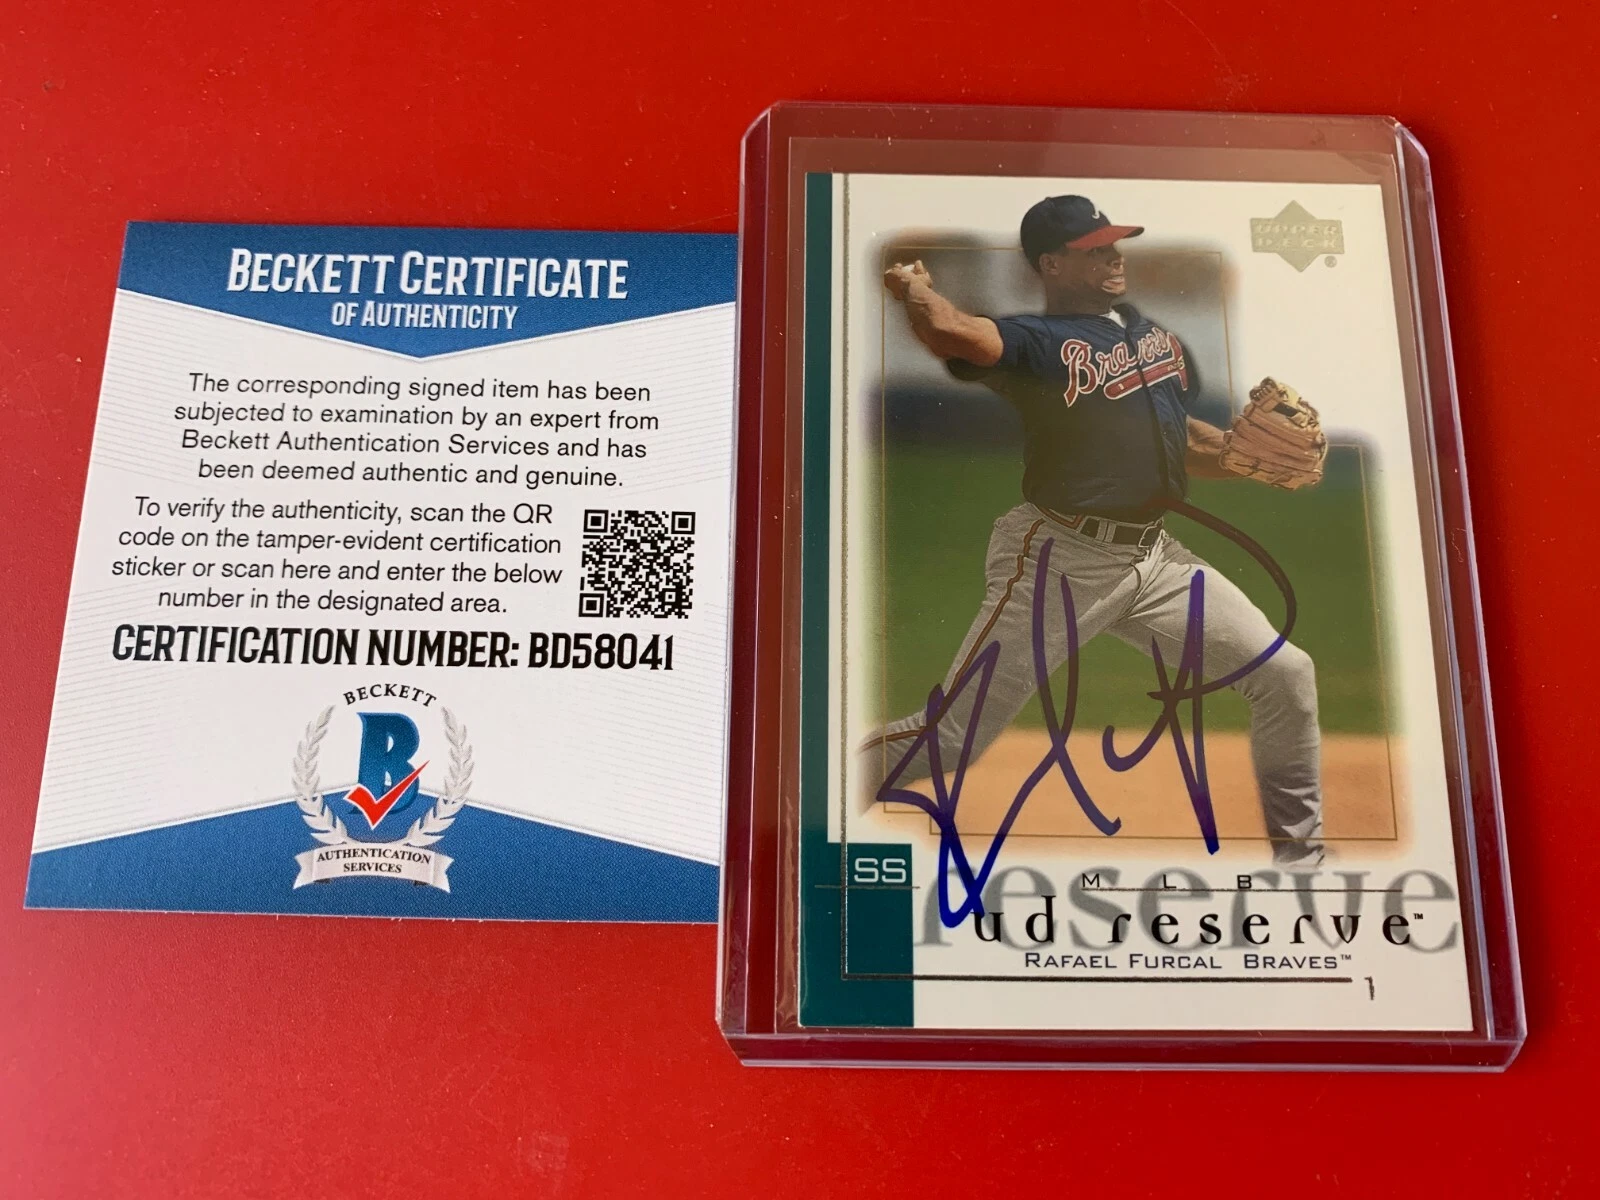 BECKETT CERTIFICATE
OF AUTHENTICITY
The corresponding signed item has been
subjected to examination by an expert from
Beckett Authentication Services and has
been deemed authentic and genuine.
To verify the authenticity, scan the QR
code on the tamper-evident certification
sticker or scan here and enter the below
number in the designated area.
CERTIFICATION NUMBER: BD58041
BECKETT
B
AUTHENTICATION
SERVICES
UPPER
DECK
®
Braves
1
SS
MLB
reserve
ud reserve™
RAFAEL FURCAL BRAVES™
1